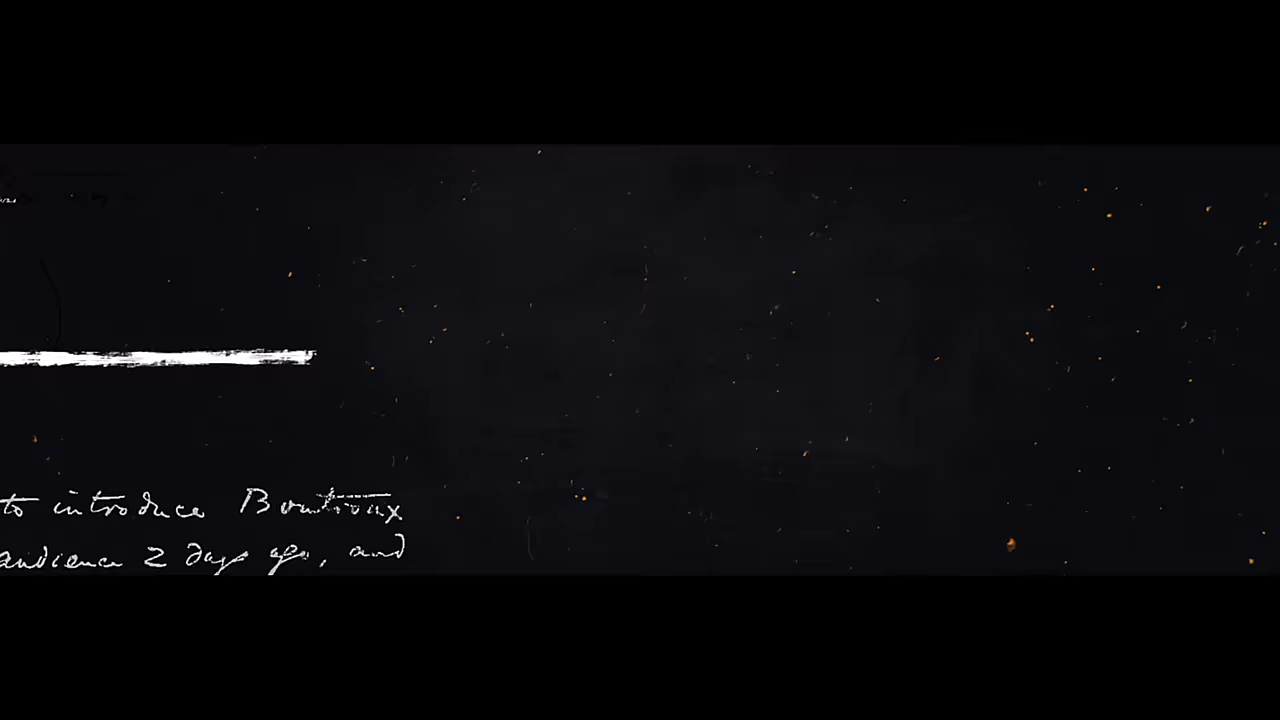 to introduce Boutroux
audience 2 days ago, and